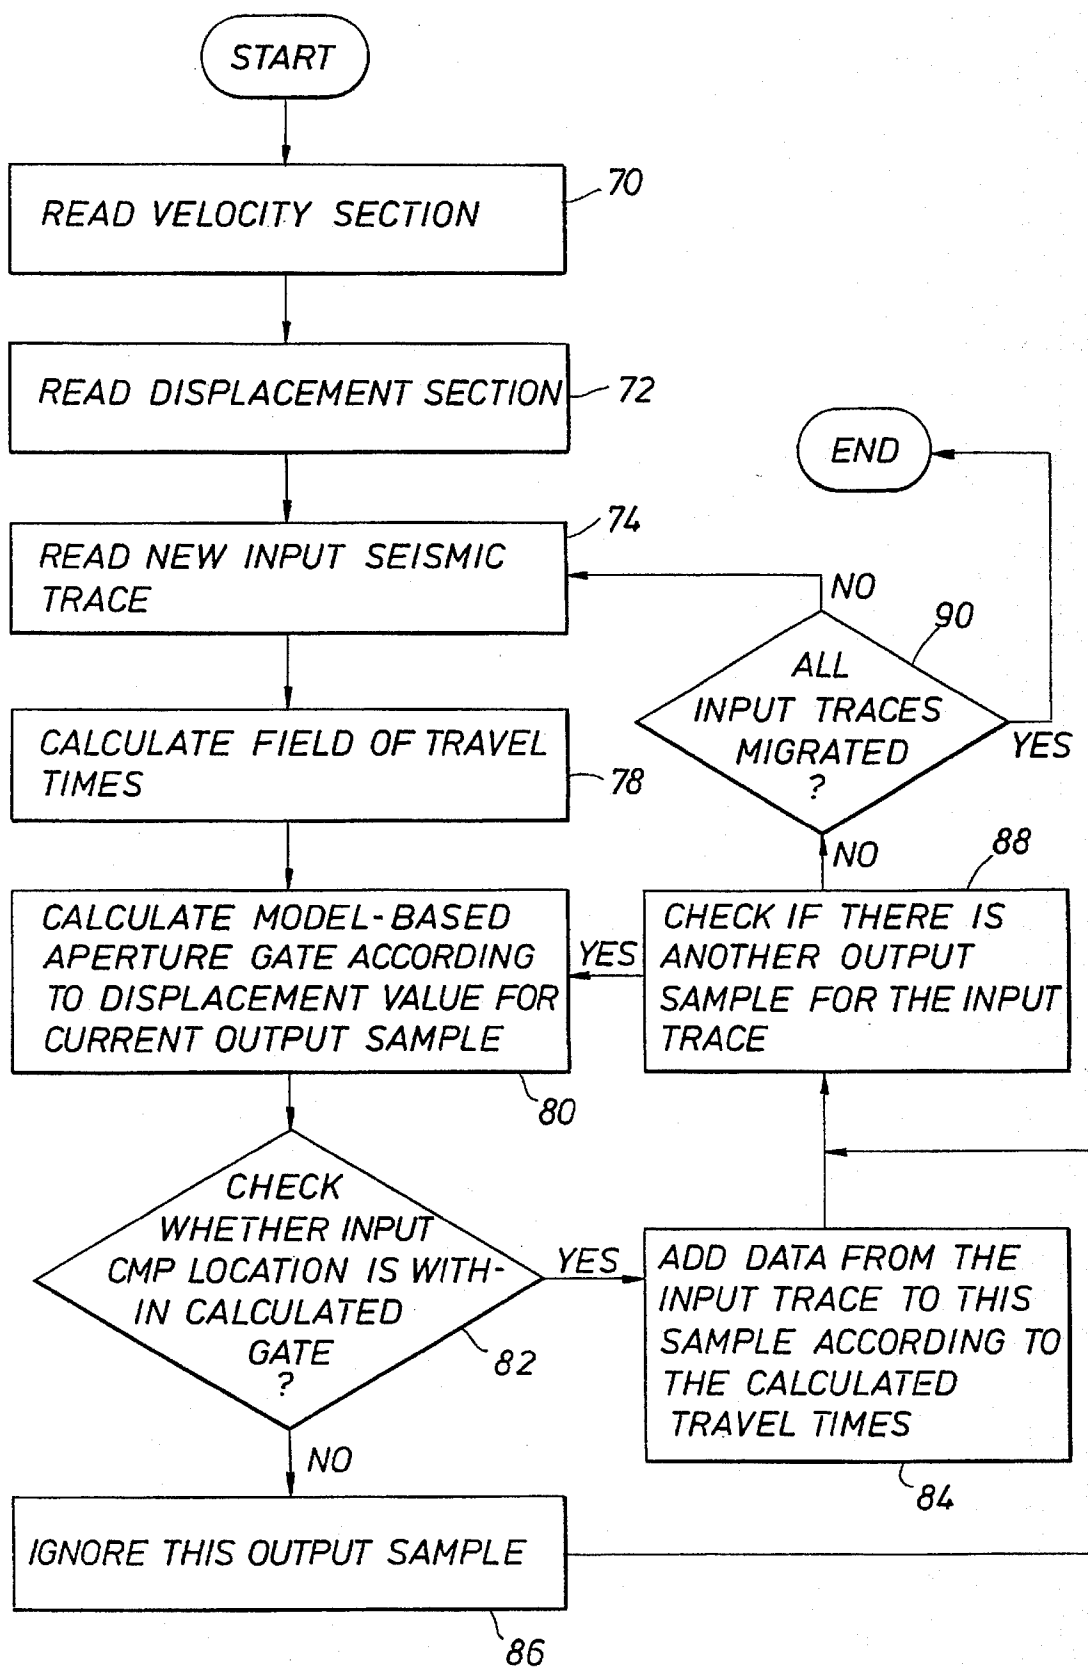 START
READ VELOCITY SECTION
70
READ DISPLACEMENT SECTION
72
END
READ NEW INPUT SEISMIC
TRACE
74
NO
90
ALL
INPUT TRACES
MIGRATED
?
YES
CALCULATE FIELD OF TRAVEL
TIMES
78
NO
88
CALCULATE MODEL-BASED
APERTURE GATE ACCORDING
TO DISPLACEMENT VALUE FOR
CURRENT OUTPUT SAMPLE
80
YES
CHECK IF THERE IS
ANOTHER OUTPUT
SAMPLE FOR THE INPUT
TRACE
CHECK
WHETHER INPUT
CMP LOCATION IS WITH-
IN CALCULATED
GATE
?
82
YES
ADD DATA FROM THE
INPUT TRACE TO THIS
SAMPLE ACCORDING TO
THE CALCULATED
TRAVEL TIMES
84
NO
IGNORE THIS OUTPUT SAMPLE
86